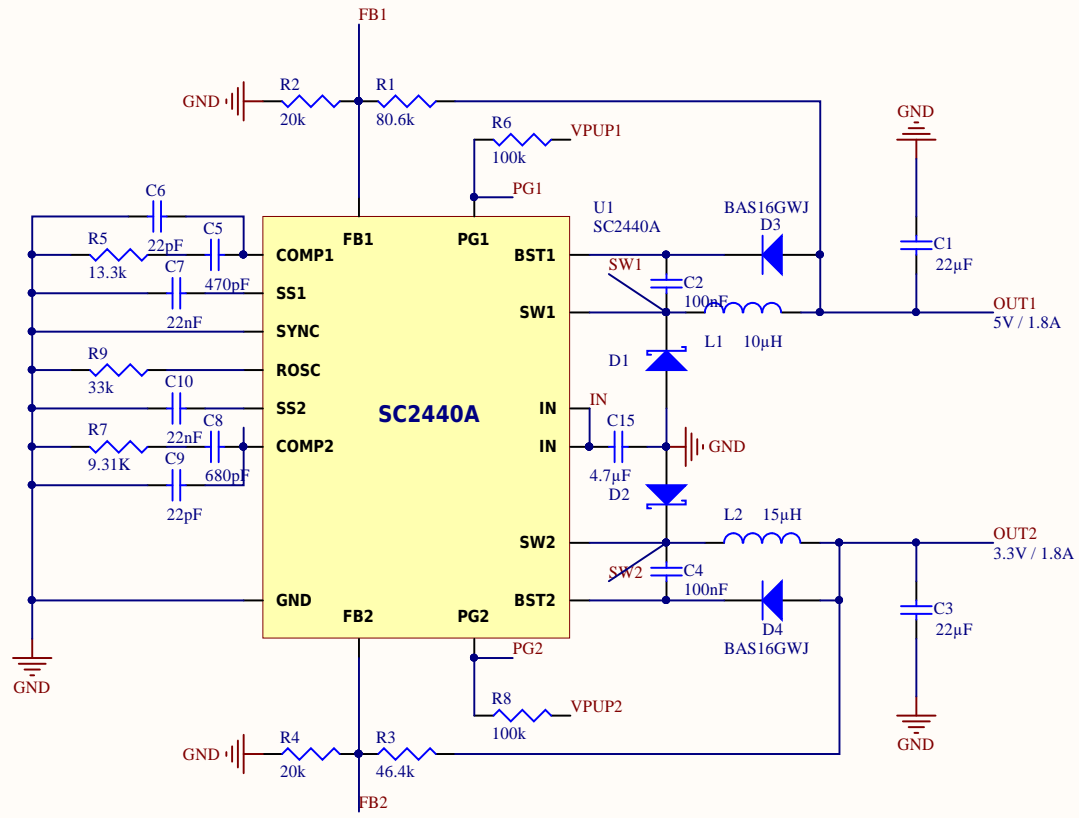 FB1
R2
R1
GND
20k
80.6k
R6
VPUP1
100k
GND
PG1
C6
U1
BAS16GWJ
SC2440A
D3
R5
22pF
C5
FB1
PG1
C1
13.3k
COMP1
BST1
22µF
C7
470pF
SW1
C2
SS1
100nF
22nF
SW1
OUT1
SYNC
5V / 1.8A
L1
10µH
R9
D1
ROSC
33k
C10
IN
SS2
SC2440A
IN
C15
22nF
C8
R7
COMP2
IN
GND
9.31K
C9
680pF
4.7µF
D2
22pF
L2
15µH
OUT2
SW2
3.3V / 1.8A
SW2
C4
100nF
GND
BST2
C3
FB2
PG2
D4
22µF
BAS16GWJ
PG2
GND
R8
VPUP2
100k
R4
R3
GND
GND
20k
46.4k
FB2